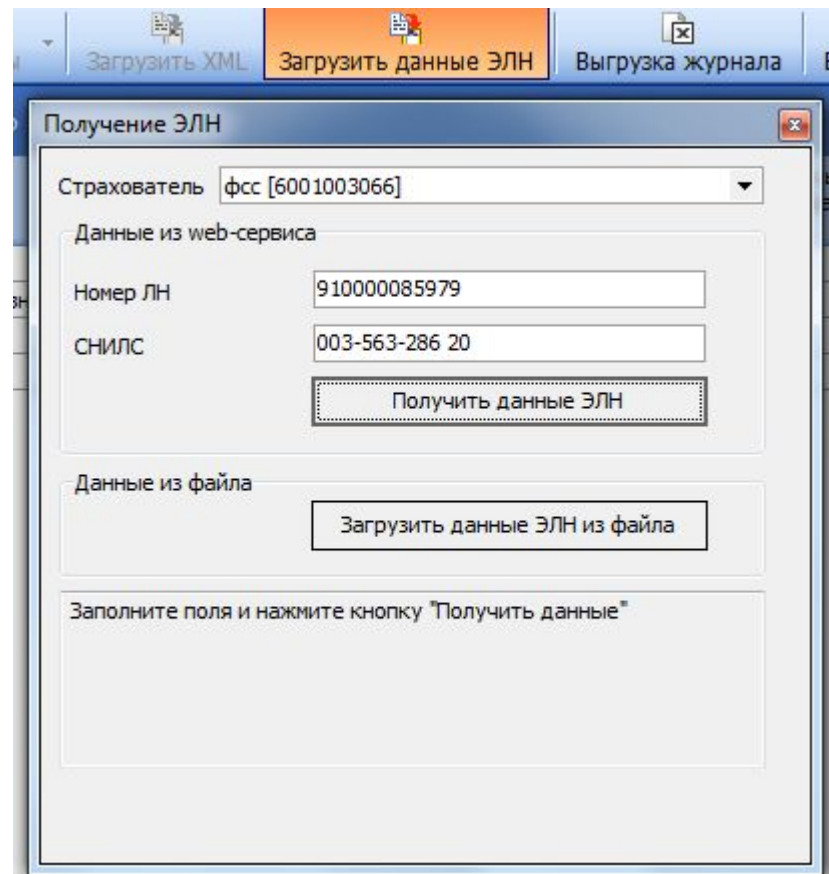 Загрузить XML
Загрузить данные ЭЛН
Выгрузка журнала
Получение ЭЛН
Страхователь
фсс [6001003066]
Данные из web-сервиса
Номер ЛН
910000085979
СНИЛС
003-563-286 20
Получить данные ЭЛН
Данные из файла
Загрузить данные ЭЛН из файла
Заполните поля и нажмите кнопку "Получить данные"